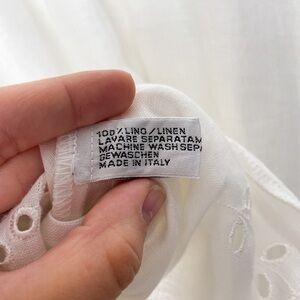 100% LINO / LINEN
LAVARE SEPARATAM
MACHINE WASH SEPA
GEWASCHEN
MADE IN ITALY